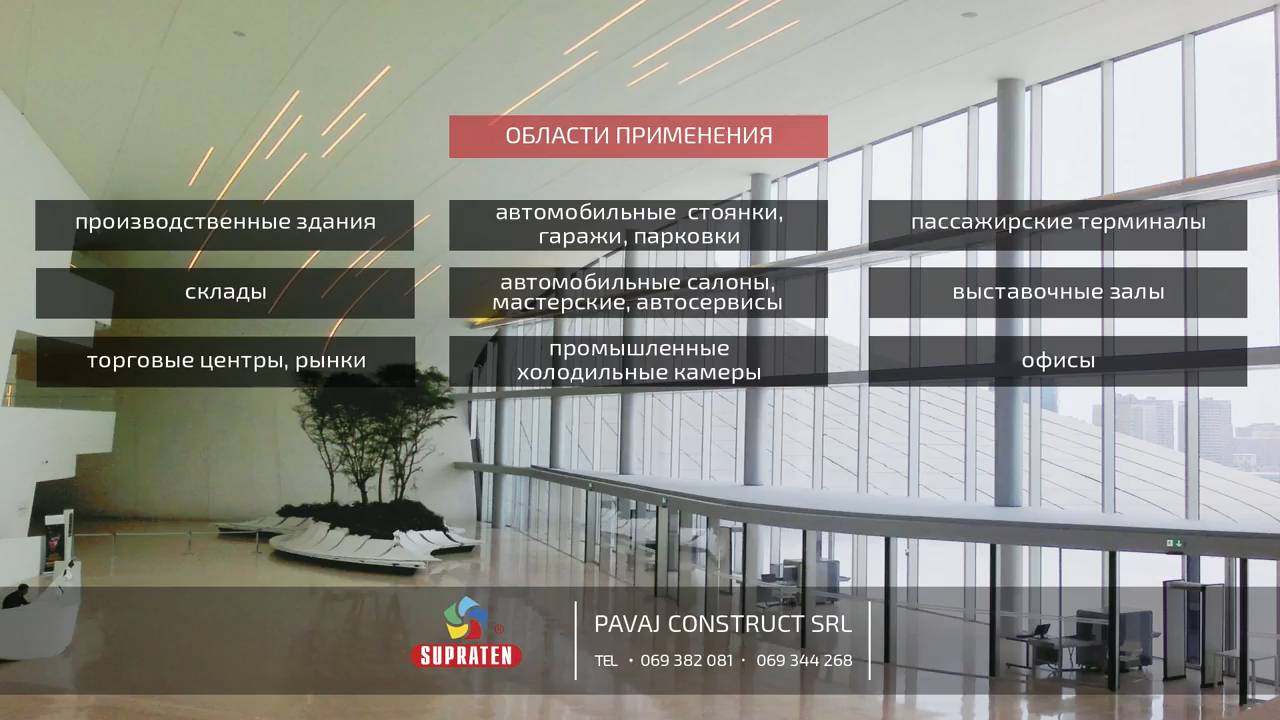 ОБЛАСТИ ПРИМЕНЕНИЯ
производственные здания
склады
торговые центры, рынки
автомобильные стоянки,
гаражи, парковки
автомобильные салоны,
мастерские, автосервисы
промышленные
холодильные камеры
пассажирские терминалы
выставочные залы
офисы
SUPRATEN
®
PAVAJ CONSTRUCT SRL
TEL • 069 382 081 • 069 344 268